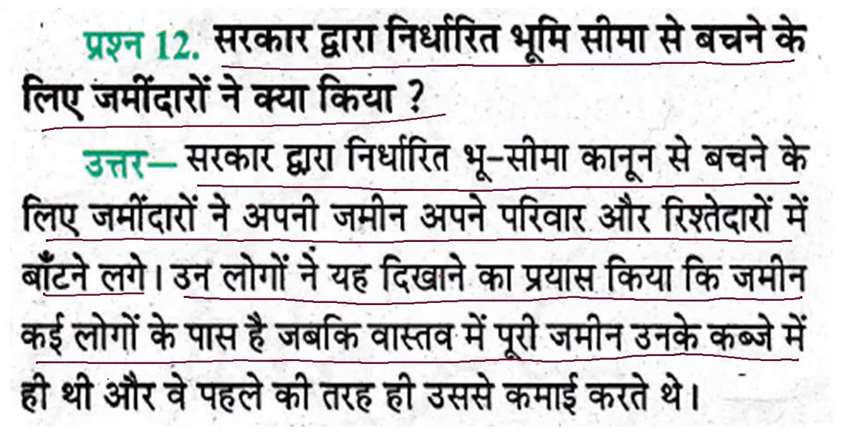 प्रश्न 12. सरकार द्वारा निर्धारित भूमि सीमा से बचने के
लिए जमींदारों ने क्या किया ?
उत्तर— सरकार द्वारा निर्धारित भू-सीमा कानून से बचने के
लिए जमींदारों ने अपनी जमीन अपने परिवार और रिश्तेदारों में
बाँटने लगे। उन लोगों ने यह दिखाने का प्रयास किया कि जमीन
कई लोगों के पास है जबकि वास्तव में पूरी जमीन उनके कब्जे में
ही थी और वे पहले की तरह ही उससे कमाई करते थे।